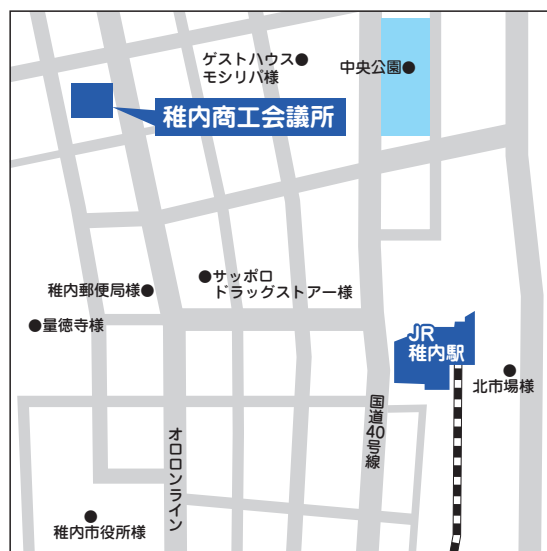 ゲストハウス
モシリパ様
中央公園
稚内商工会議所
サッポロ
ドラッグストアー様
稚内郵便局様
量徳寺様
JR
稚内駅
北市場様
国道40号線
オロロンライン
稚内市役所様